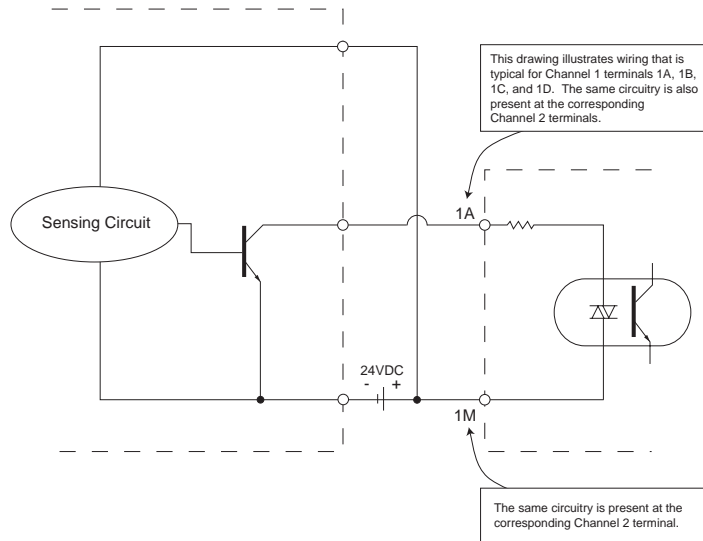 This drawing illustrates wiring that is
typical for Channel 1 terminals 1A, 1B,
1C, and 1D. The same circuitry is also
present at the corresponding
Channel 2 terminals.
Sensing Circuit
1A
24VDC
- +
1M
The same circuitry is present at the
corresponding Channel 2 terminal.